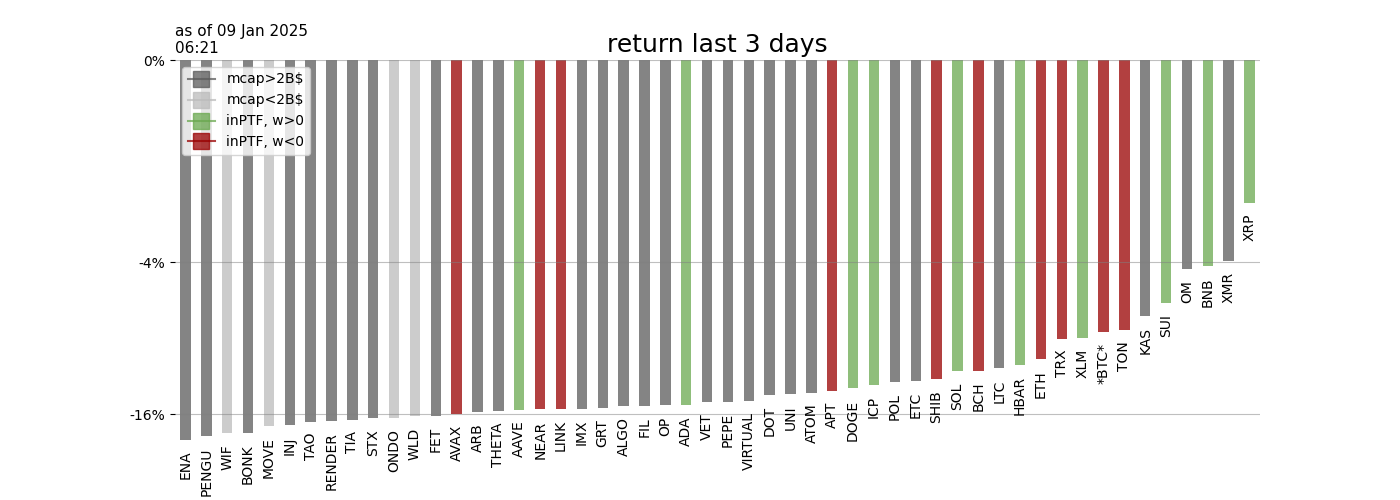 as of 09 Jan 2025
06:21
return last 3 days
0%
-4%
-16%
mcap>2B$
mcap<2B$
inPTF, w>0
inPTF, w<0
ENA
PENGU
WIF
BONK
MOVE
INJ
TAO
RENDER
TIA
STX
ONDO
WLD
FET
AVAX
ARB
THETA
AAVE
NEAR
LINK
IMX
GRT
ALGO
FIL
OP
ADA
VET
PEPE
VIRTUAL
DOT
UNI
ATOM
APT
DOGE
ICP
POL
ETC
SHIB
SOL
BCH
LTC
HBAR
ETH
TRX
XLM
*BTC*
TON
KAS
SUI
OM
BNB
XMR
XRP